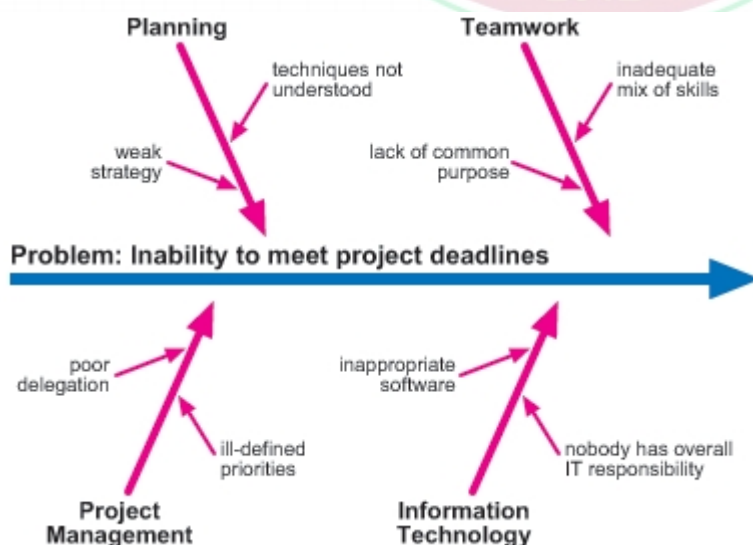 Planning
Teamwork
techniques not
understood
inadequate
mix of skills
weak
strategy
lack of common
purpose
Problem: Inability to meet project deadlines
poor
delegation
inappropriate
software
ill-defined
priorities
nobody has overall
IT responsibility
Project
Management
Information
Technology